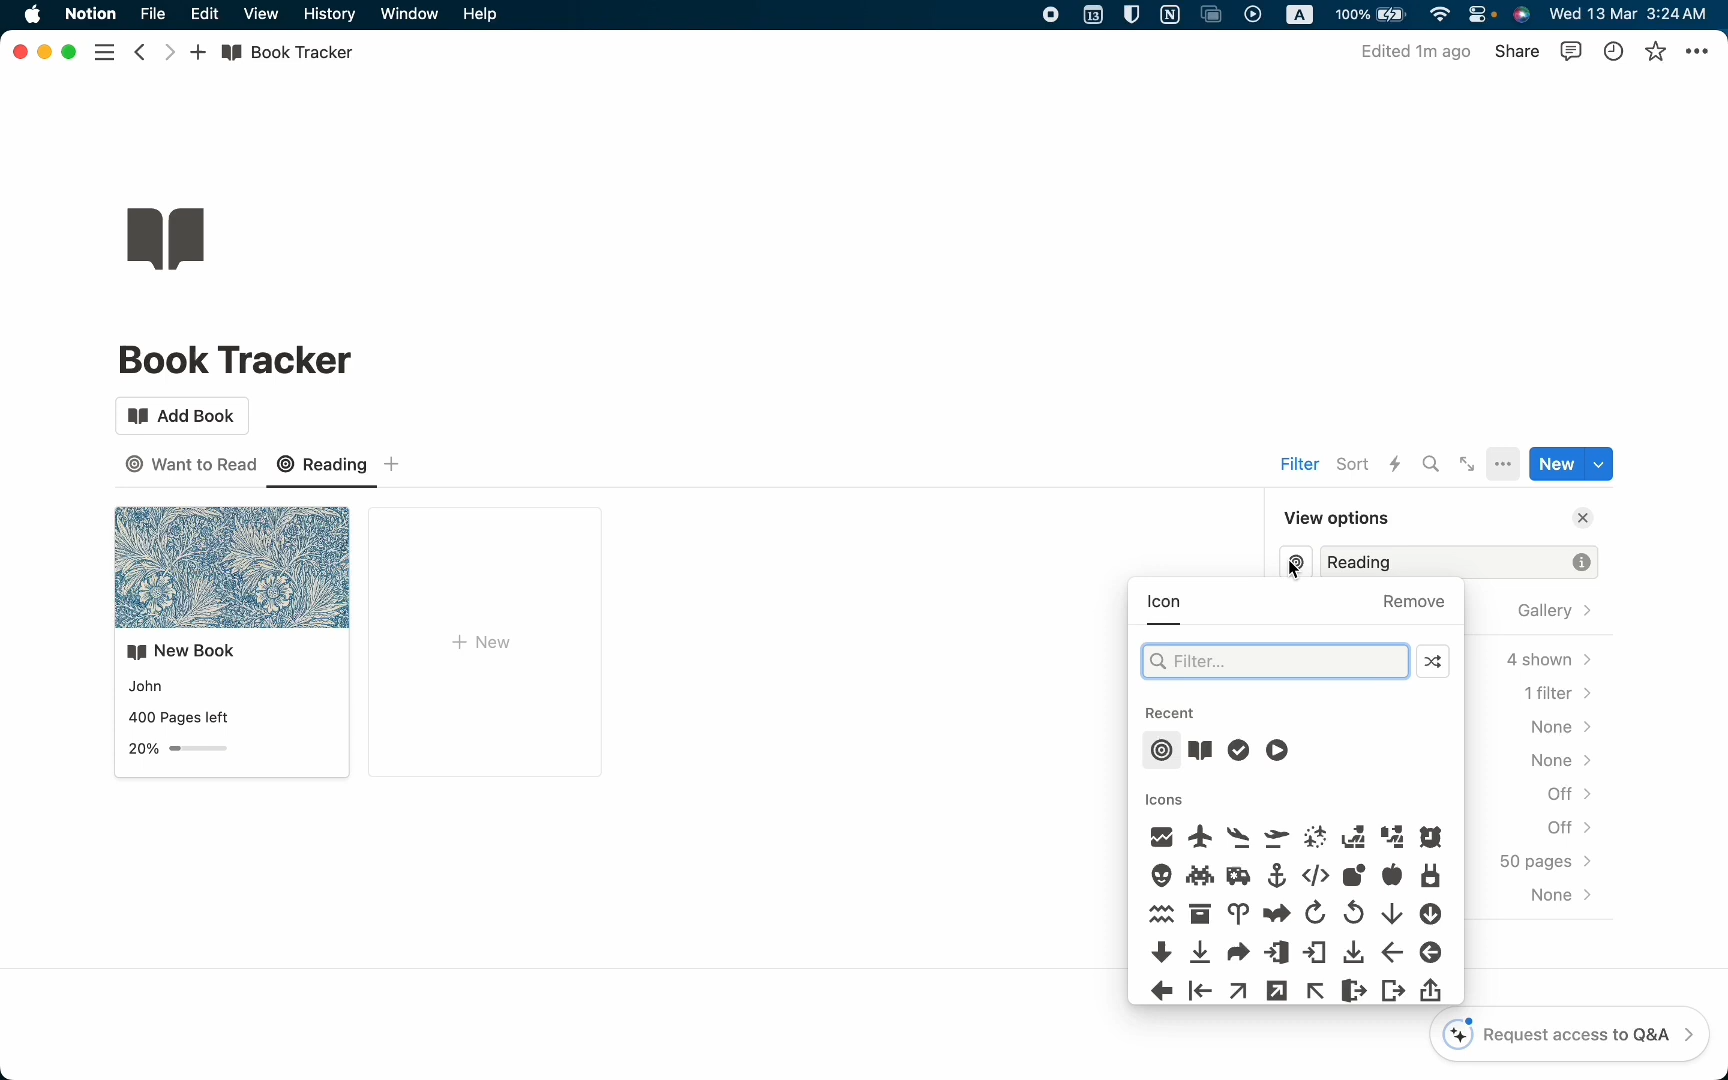 Notion File Edit View History Window Help 13 A 100% Wed 13 Mar 3:24 AM
Book Tracker Edited 1m ago Share
Book Tracker
Add Book
Want to Read Reading Filter Sort New
View options
Reading
Icon Remove
Gallery
Filter...
4 shown
1 filter
Recent
None
None
Icons
Off
Off
50 pages
None
New Book
John
400 Pages left
20%
New
Request access to Q&A